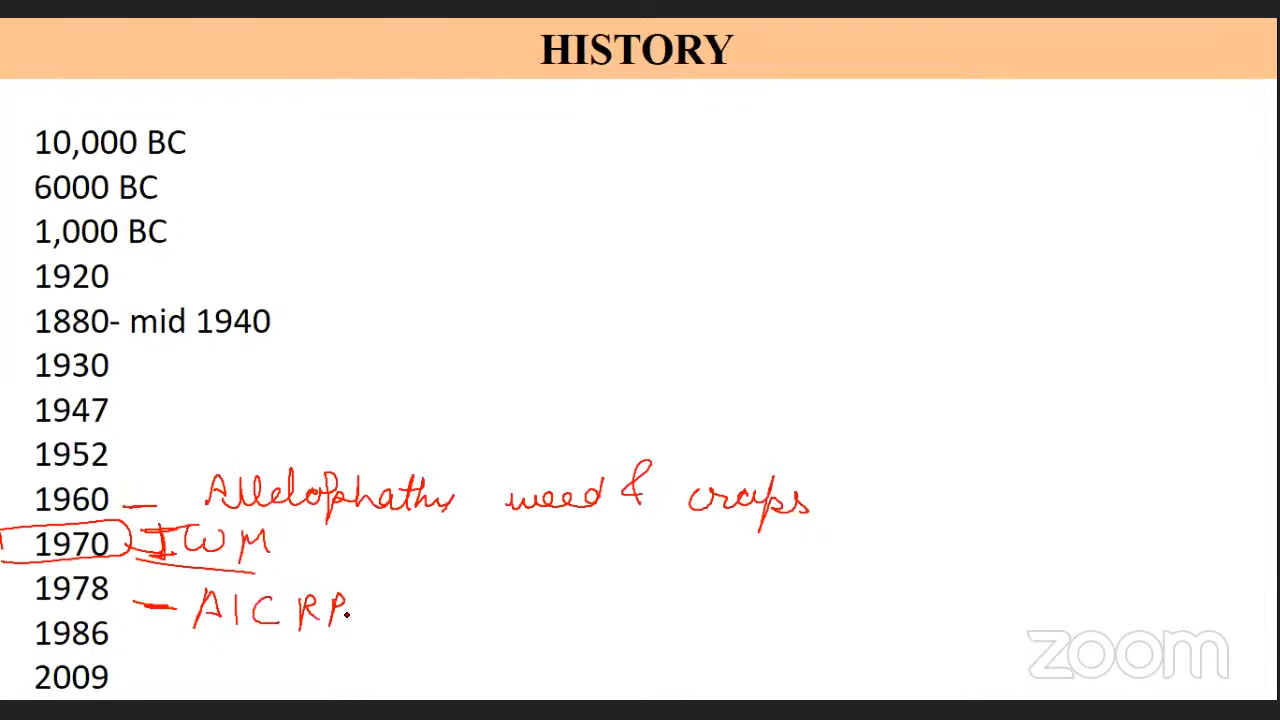 HISTORY
10,000 BC
6000 BC
1,000 BC
1920
1880- mid 1940
1930
1947
1952
1960 — Allelophathy weed & crops
1970 IWM
1978 — AICRP
1986
2009
zoom